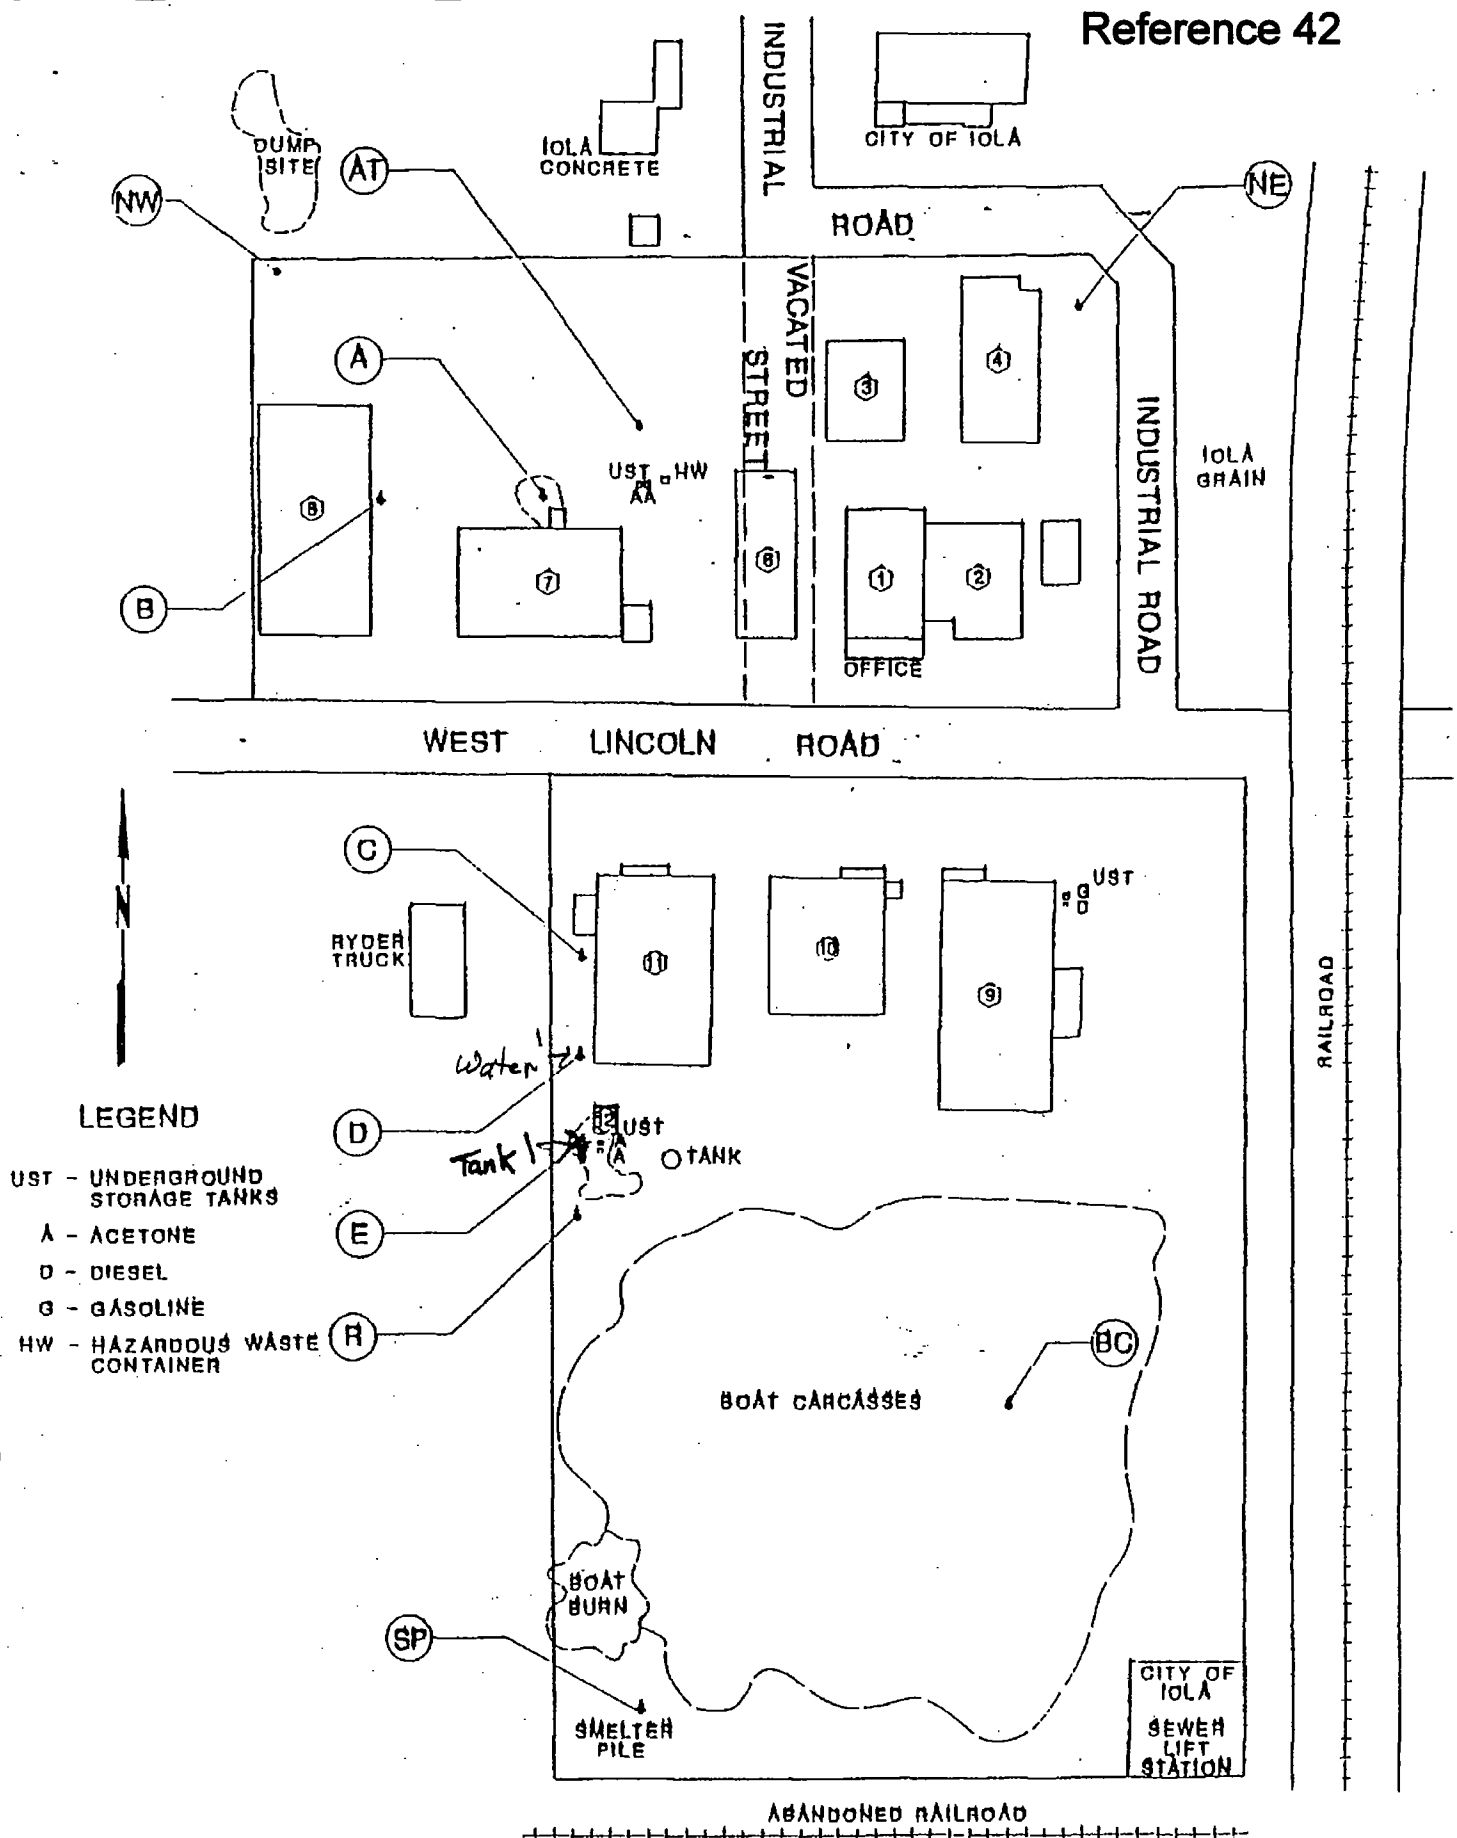 Reference 42
INDUSTRIAL
CITY OF IOLA
DUMP
SITE
IOLA
CONCRETE
AT
NW
NE
ROAD
VACATED
STREET
A
3
4
INDUSTRIAL ROAD
IOLA
GRAIN
UST
HW
AA
8
7
6
1
2
B
OFFICE
WEST LINCOLN ROAD
C
N
UST
G
D
RYDER
TRUCK
11
10
9
RAILROAD
Water
LEGEND
D
UST
A
A
Tank 1
TANK
UST - UNDERGROUND
STORAGE TANKS
A - ACETONE
D - DIESEL
G - GASOLINE
HW - HAZARDOUS WASTE
CONTAINER
E
R
BC
BOAT CARCASSES
BOAT
BURN
SP
SMELTER
PILE
CITY OF
IOLA
SEWER
LIFT
STATION
ABANDONED RAILROAD